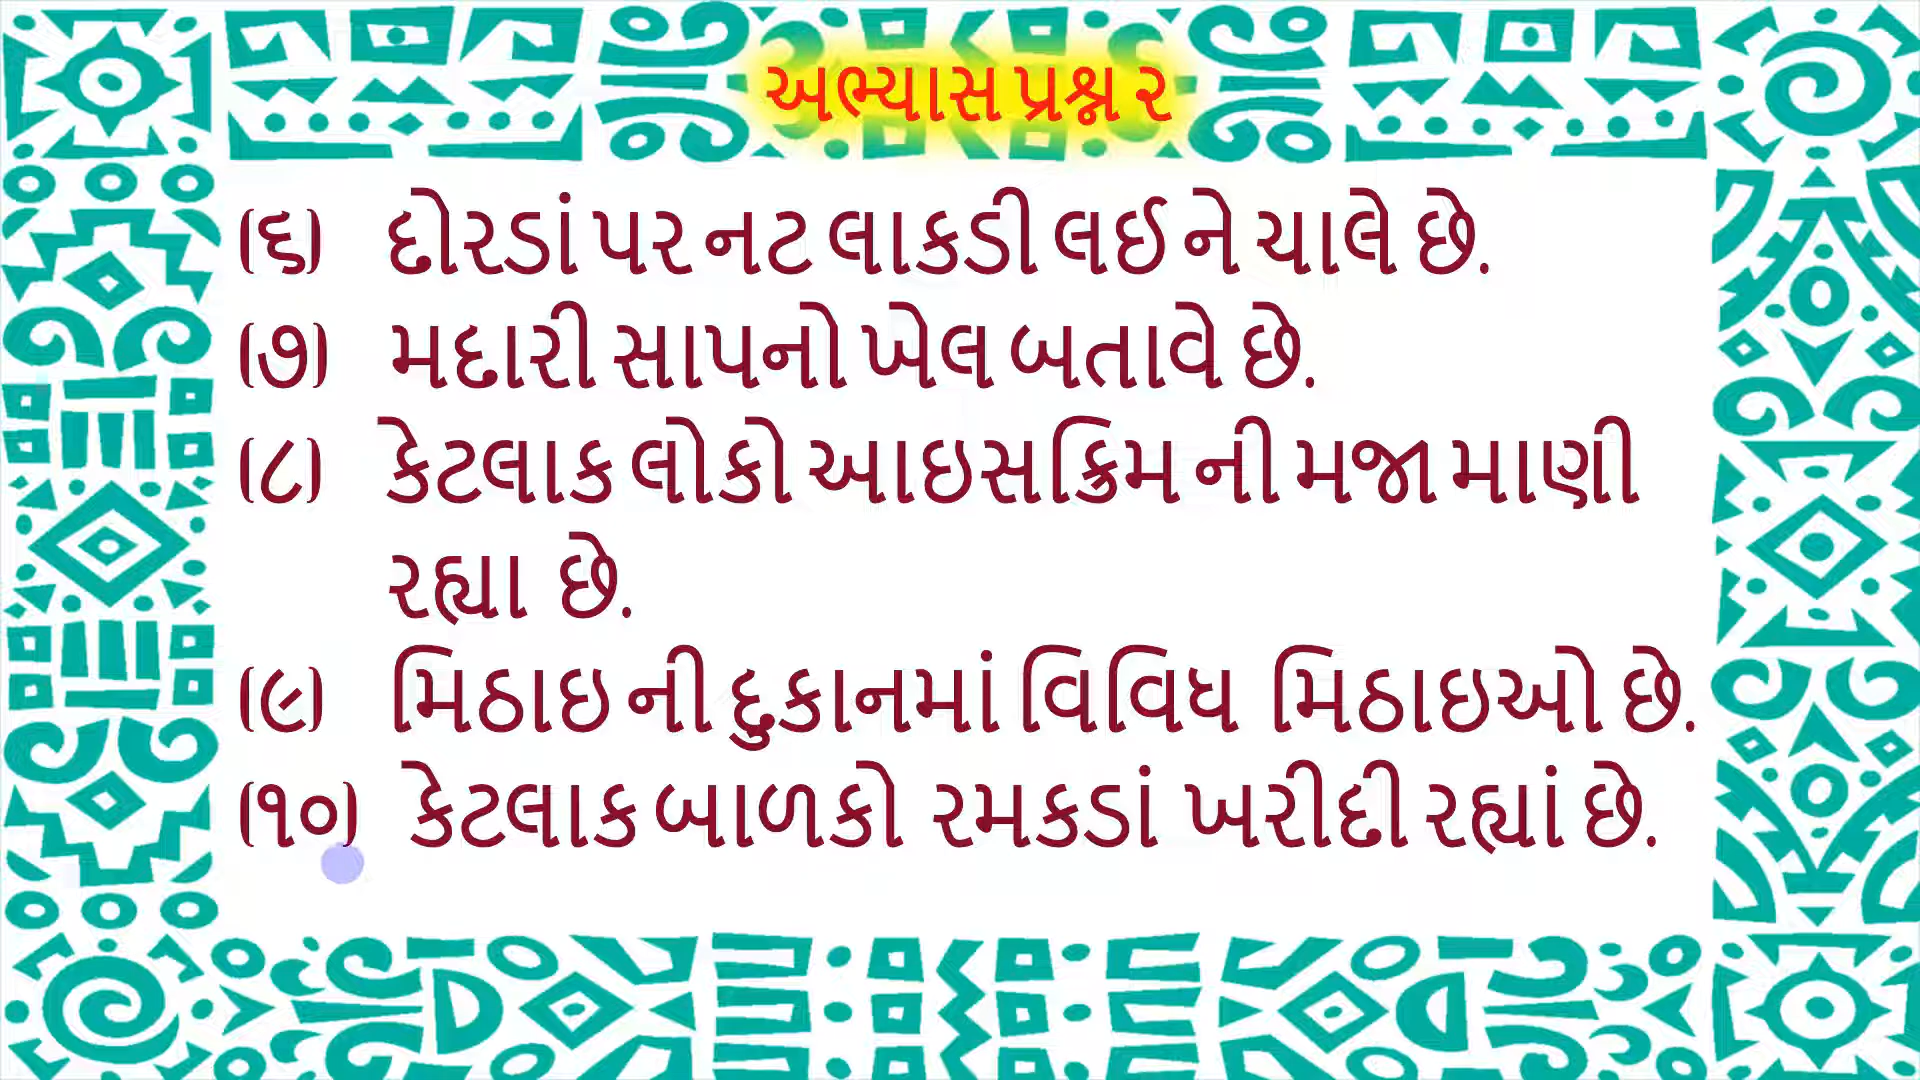 અભ્યાસ પ્રશ્ન ૨
(૬) દોરડાં પર નટ લાકડી લઈ ને ચાલે છે.
(૭) મદારી સાપનો ખેલ બતાવે છે.
(૮) કેટલાક લોકો આઇસક્રિમ ની મજા માણી
રહ્યા છે.
(૯) મિઠાઇ ની દુકાનમાં વિવિધ મિઠાઇઓ છે.
(૧૦) કેટલાક બાળકો રમકડાં ખરીદી રહ્યાં છે.